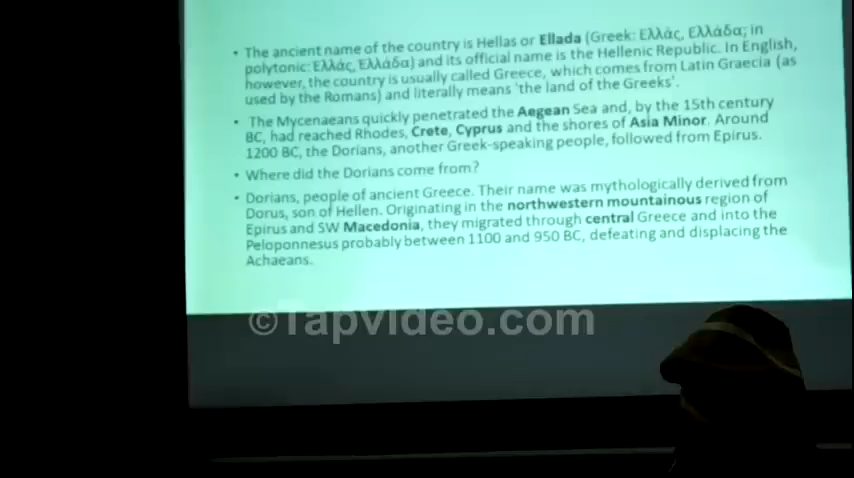 • The ancient name of the country is Hellas or Ellada (Greek: Ελλάς, Ελλάδα; in
polytonic: Ἑλλάς, Ἑλλάδα) and its official name is the Hellenic Republic. In English,
however, the country is usually called Greece, which comes from Latin Graecia (as
used by the Romans) and literally means 'the land of the Greeks'.
• The Mycenaeans quickly penetrated the Aegean Sea and, by the 15th century
BC, had reached Rhodes, Crete, Cyprus and the shores of Asia Minor. Around
1200 BC, the Dorians, another Greek-speaking people, followed from Epirus.
• Where did the Dorians come from?
• Dorians, people of ancient Greece. Their name was mythologically derived from
Dorus, son of Hellen. Originating in the northwestern mountainous region of
Epirus and SW Macedonia, they migrated through central Greece and into the
Peloponnesus probably between 1100 and 950 BC, defeating and displacing the
Achaeans.
©Tapvideo.com